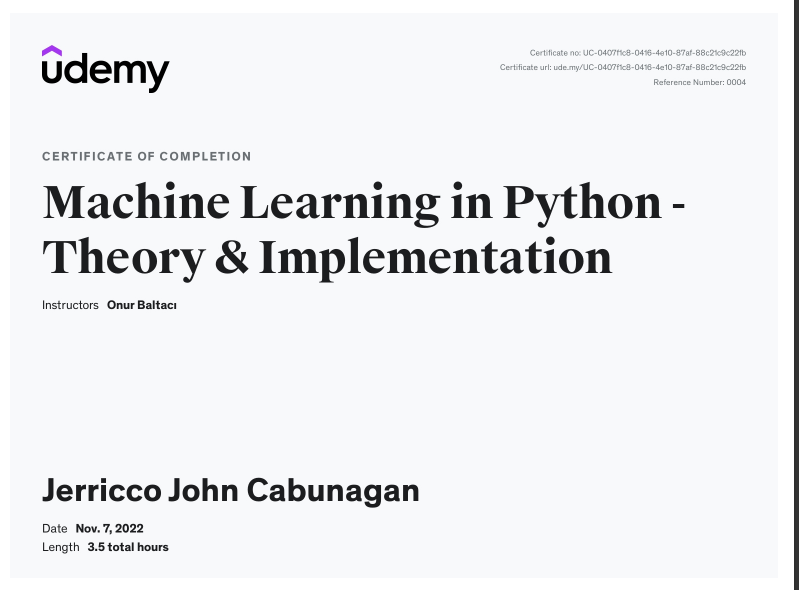 udemy
Certificate no: UC-0407f1c8-0416-4e10-87af-88c21c9c22fb
Certificate url: ude.my/UC-0407f1c8-0416-4e10-87af-88c21c9c22fb
Reference Number: 0004
CERTIFICATE OF COMPLETION
Machine Learning in Python -
Theory & Implementation
Instructors Onur Baltacı
Jerricco John Cabunagan
Date Nov. 7, 2022
Length 3.5 total hours